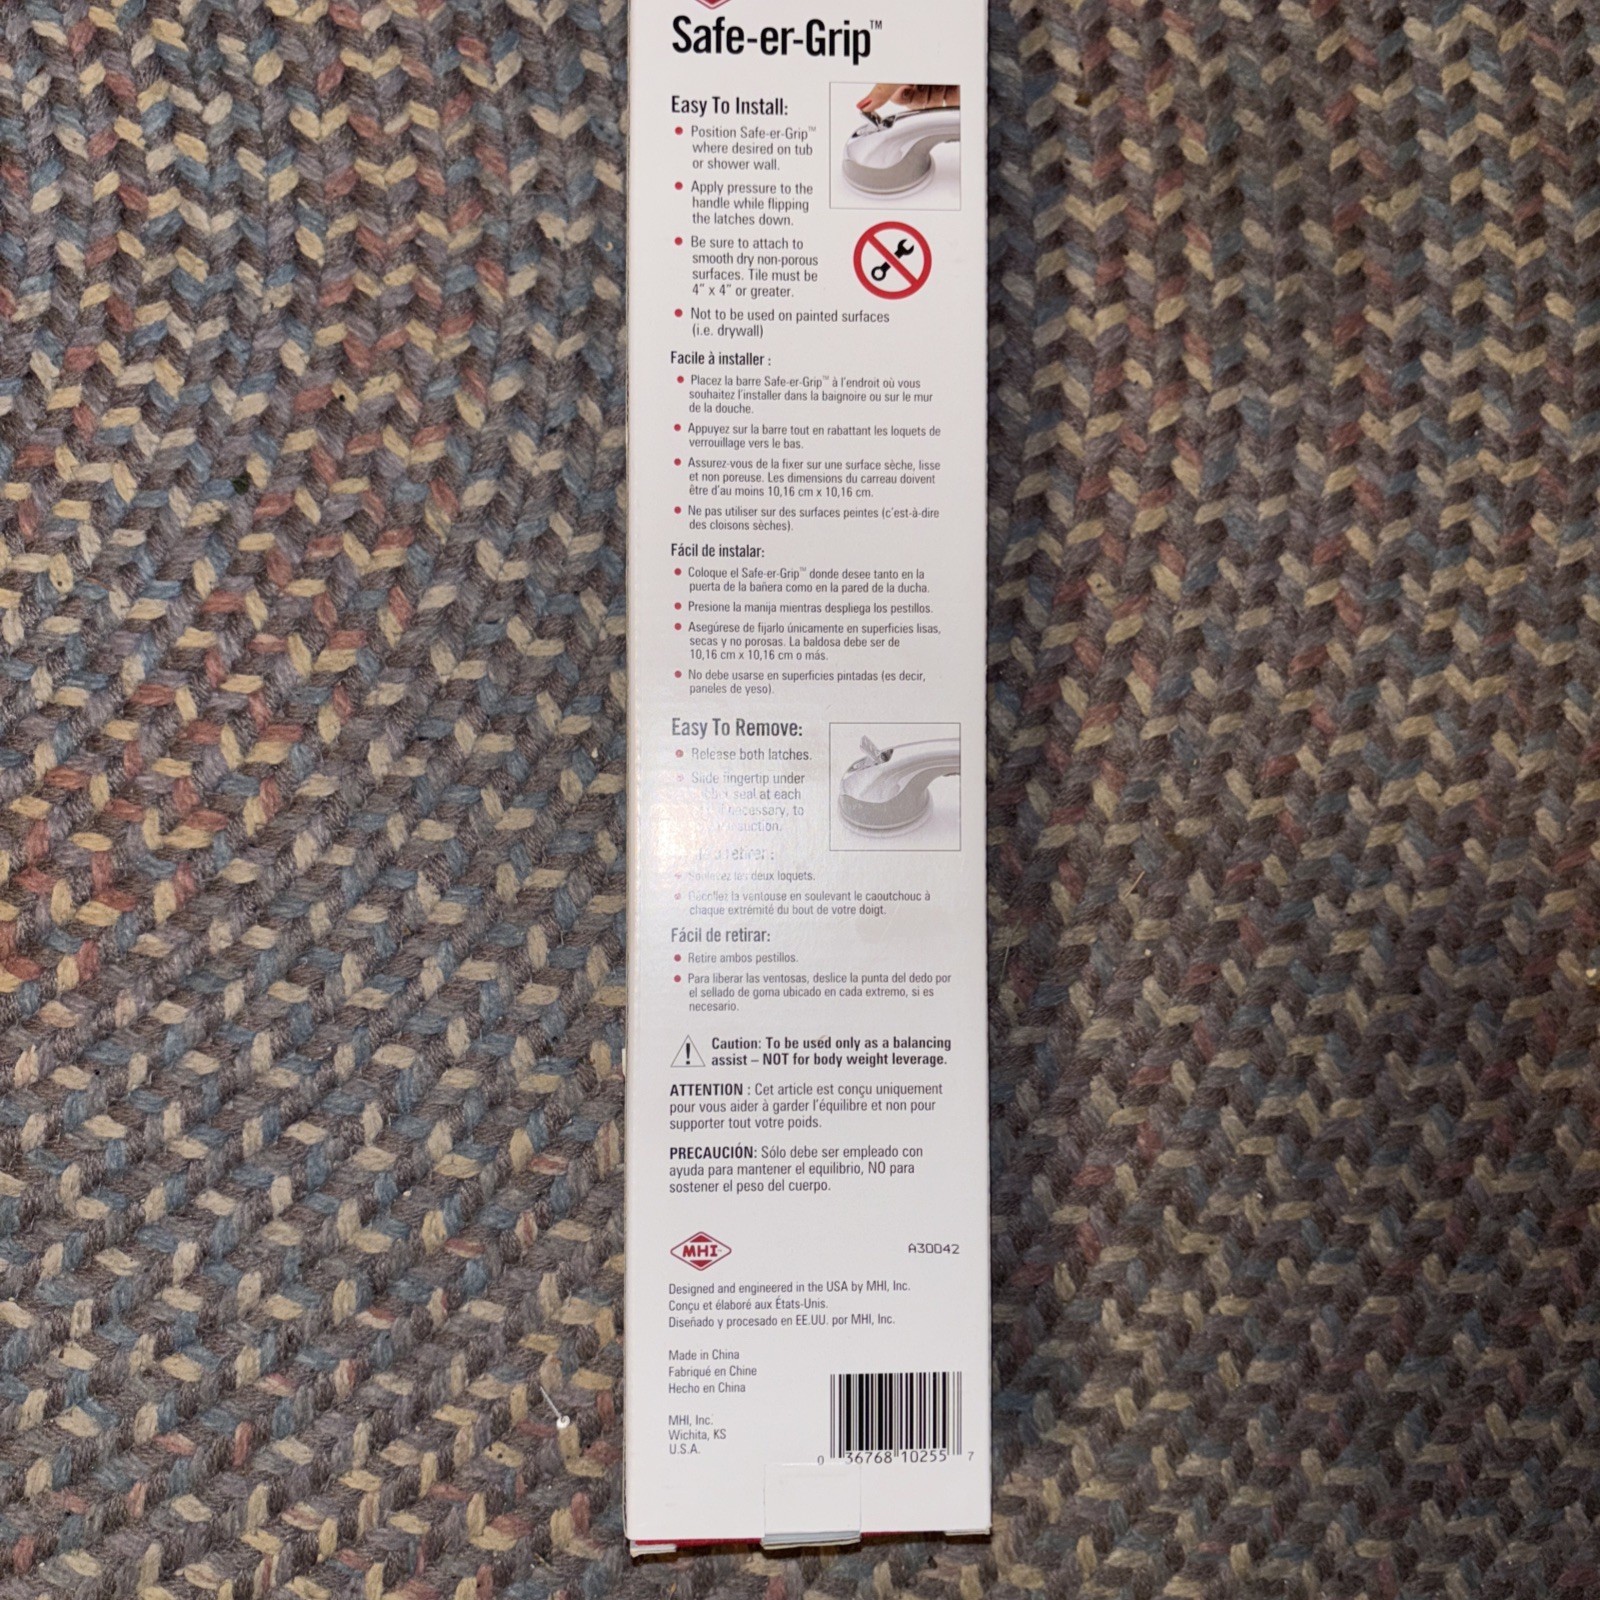 Safe-er-Grip™
Easy To Install:
• Position Safe-er-Grip™
where desired on tub
or shower wall.
• Apply pressure to the
handle while flipping
the latches down.
• Be sure to attach to
smooth dry non-porous
surfaces. Tile must be
4" x 4" or greater.
• Not to be used on painted surfaces
(i.e. drywall)
Facile à installer :
• Placez la barre Safe-er-Grip™ à l'endroit où vous
souhaitez l'installer dans la baignoire ou sur le mur
de la douche.
• Appuyez sur la barre tout en rabattant les loquets de
verrouillage vers le bas.
• Assurez-vous de la fixer sur une surface sèche, lisse
et non poreuse. Les dimensions du carreau doivent
être d'au moins 10,16 cm x 10,16 cm.
• Ne pas utiliser sur des surfaces peintes (c'est-à-dire
des cloisons sèches).
Fácil de instalar:
• Coloque el Safe-er-Grip™ donde desee tanto en la
puerta de la bañera como en la pared de la ducha.
• Presione la manija mientras despliega los pestillos.
• Asegúrese de fijarlo únicamente en superficies lisas,
secas y no porosas. La baldosa debe ser de
10,16 cm x 10,16 cm o más.
• No debe usarse en superficies pintadas (es decir,
paneles de yeso).
Easy To Remove:
• Release both latches.
• Slide fingertip under
seal at each
necessary, to
suction.
retirer :
• Soulevez les deux loquets.
• Décollez la ventouse en soulevant le caoutchouc à
chaque extrémité du bout de votre doigt.
Fácil de retirar:
• Retire ambos pestillos.
• Para liberar las ventosas, deslice la punta del dedo por
el sellado de goma ubicado en cada extremo, si es
necesario.
Caution: To be used only as a balancing
assist – NOT for body weight leverage.
ATTENTION : Cet article est conçu uniquement
pour vous aider à garder l'équilibre et non pour
supporter tout votre poids.
PRECAUCIÓN: Sólo debe ser empleado con
ayuda para mantener el equilibrio, NO para
sostener el peso del cuerpo.
MHI
A30042
Designed and engineered in the USA by MHI, Inc.
Conçu et élaboré aux États-Unis.
Diseñado y procesado en EE.UU. por MHI, Inc.
Made in China
Fabriqué en Chine
Hecho en China
MHI, Inc.
Wichita, KS
U.S.A.
0 36768 10255 7